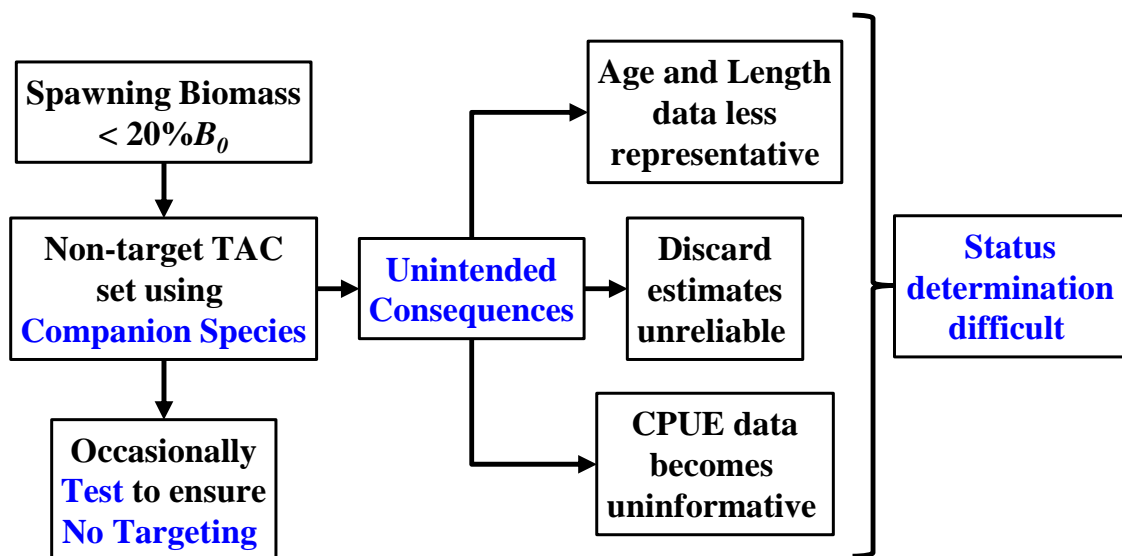 Spawning Biomass
< 20%B0
Non-target TAC
set using
Companion Species
Occasionally
Test to ensure
No Targeting
Unintended
Consequences
Age and Length
data less
representative
Discard
estimates
unreliable
CPUE data
becomes
uninformative
Status
determination
difficult